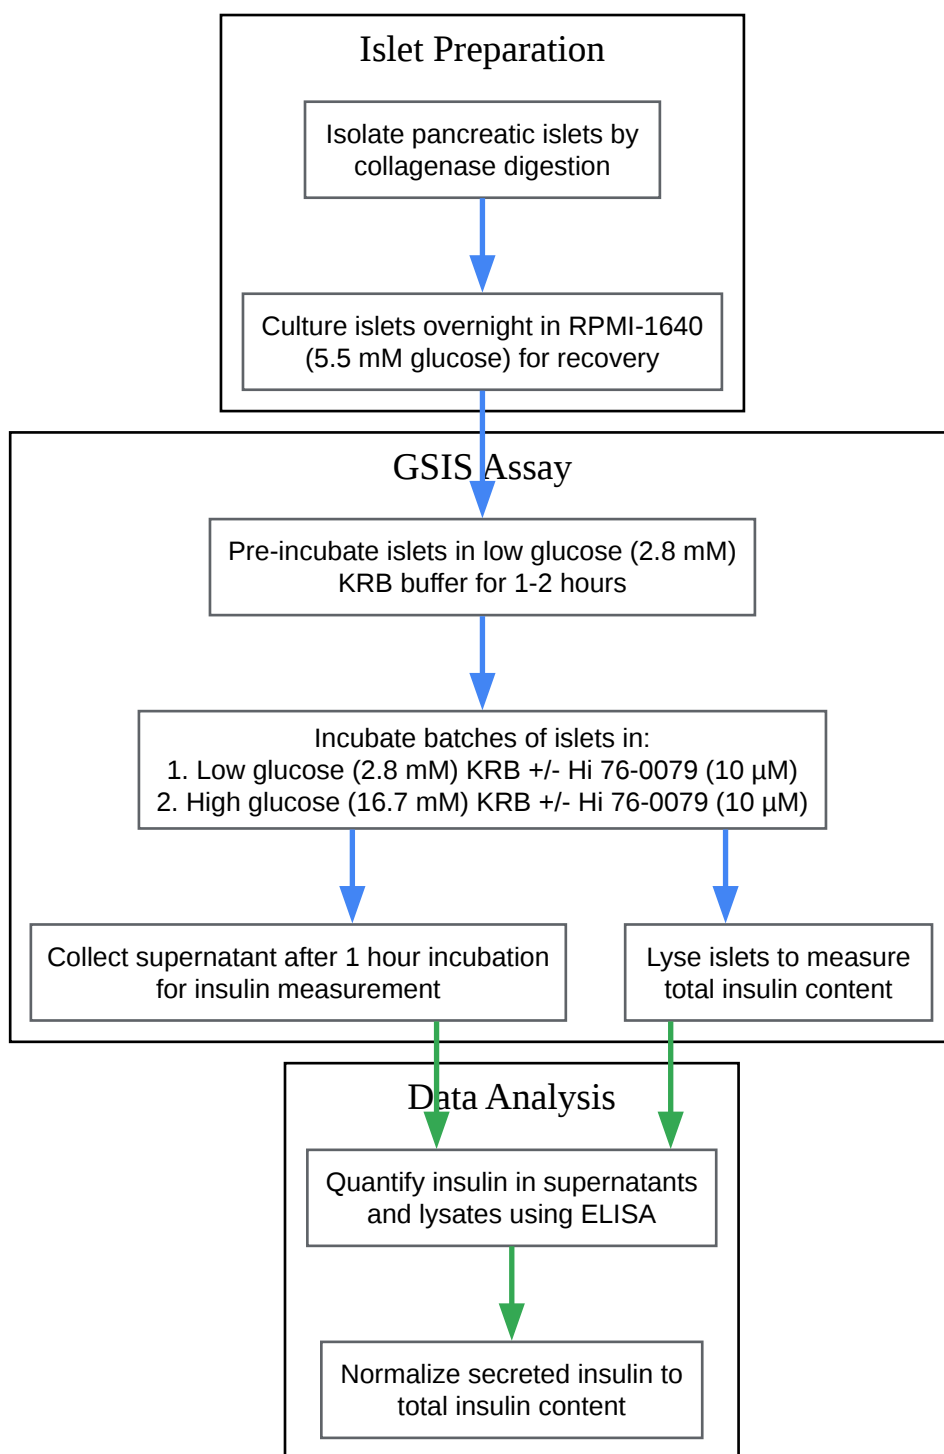 Islet Preparation
Isolate pancreatic islets by
collagenase digestion
Culture islets overnight in RPMI-1640
(5.5 mM glucose) for recovery
GSIS Assay
Pre-incubate islets in low glucose (2.8 mM)
KRB buffer for 1-2 hours
Incubate batches of islets in:
1. Low glucose (2.8 mM) KRB +/- Hi 76-0079 (10 µM)
2. High glucose (16.7 mM) KRB +/- Hi 76-0079 (10 µM)
Collect supernatant after 1 hour incubation
for insulin measurement
Lyse islets to measure
total insulin content
Data Analysis
Quantify insulin in supernatants
and lysates using ELISA
Normalize secreted insulin to
total insulin content